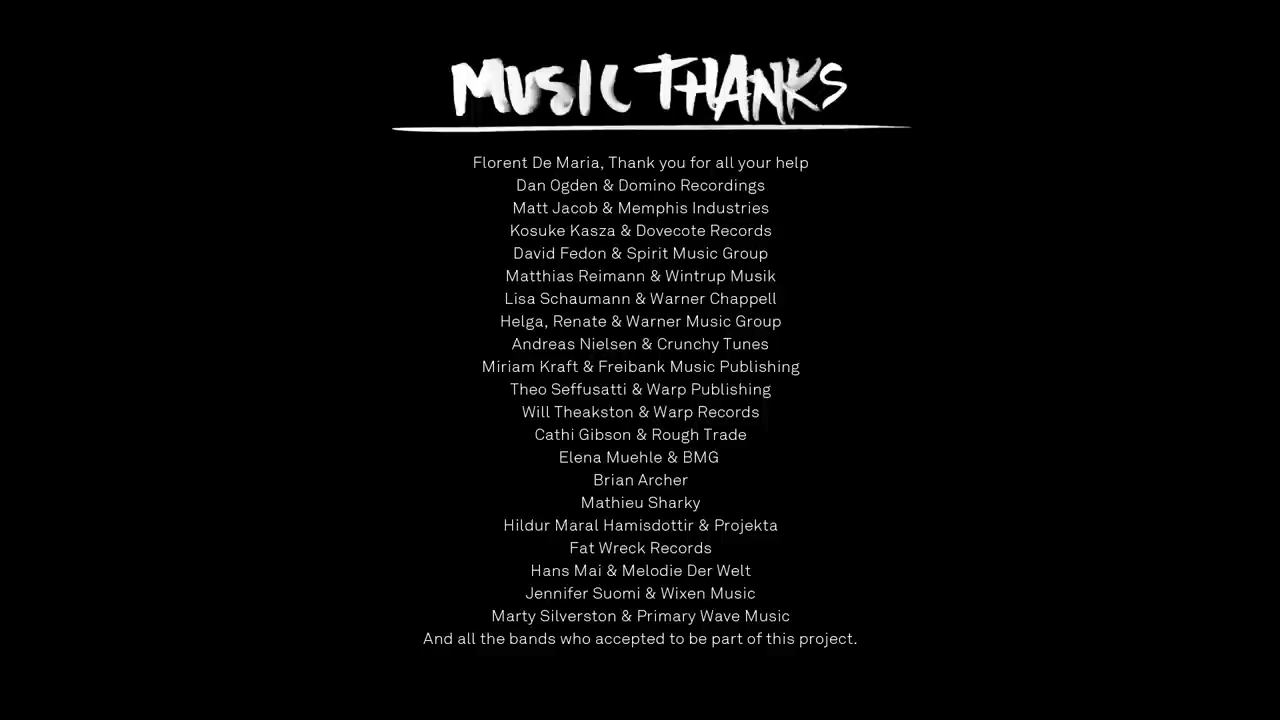 MUSIC THANKS
Florent De Maria, Thank you for all your help
Dan Ogden & Domino Recordings
Matt Jacob & Memphis Industries
Kosuke Kasza & Dovecote Records
David Fedon & Spirit Music Group
Matthias Reimann & Wintrup Musik
Lisa Schaumann & Warner Chappell
Helga, Renate & Warner Music Group
Andreas Nielsen & Crunchy Tunes
Miriam Kraft & Freibank Music Publishing
Theo Seffusatti & Warp Publishing
Will Theakston & Warp Records
Cathi Gibson & Rough Trade
Elena Muehle & BMG
Brian Archer
Mathieu Sharky
Hildur Maral Hamisdottir & Projekta
Fat Wreck Records
Hans Mai & Melodie Der Welt
Jennifer Suomi & Wixen Music
Marty Silverston & Primary Wave Music
And all the bands who accepted to be part of this project.